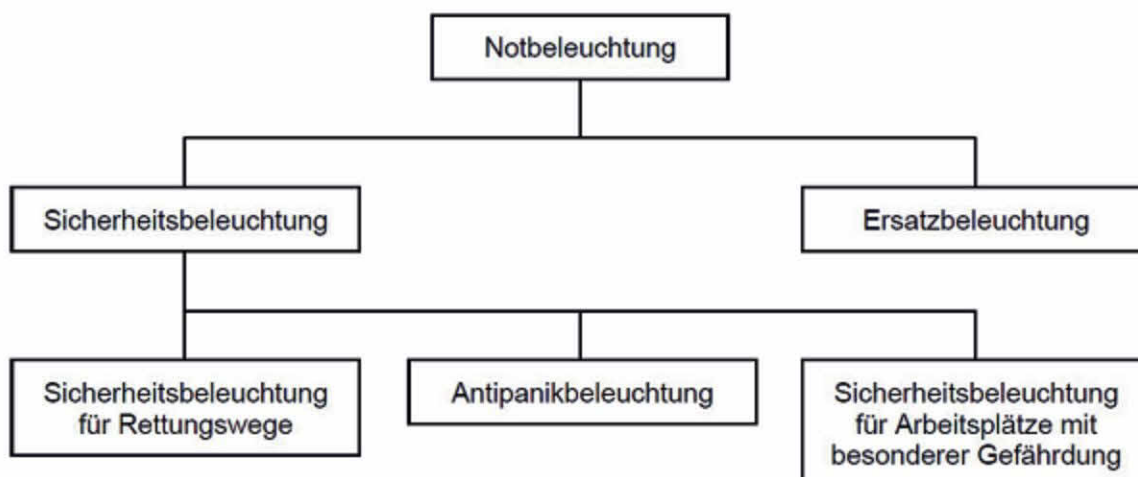 Notbeleuchtung
Sicherheitsbeleuchtung
Ersatzbeleuchtung
Sicherheitsbeleuchtung
für Rettungswege
Antipanikbeleuchtung
Sicherheitsbeleuchtung
für Arbeitsplätze mit
besonderer Gefährdung